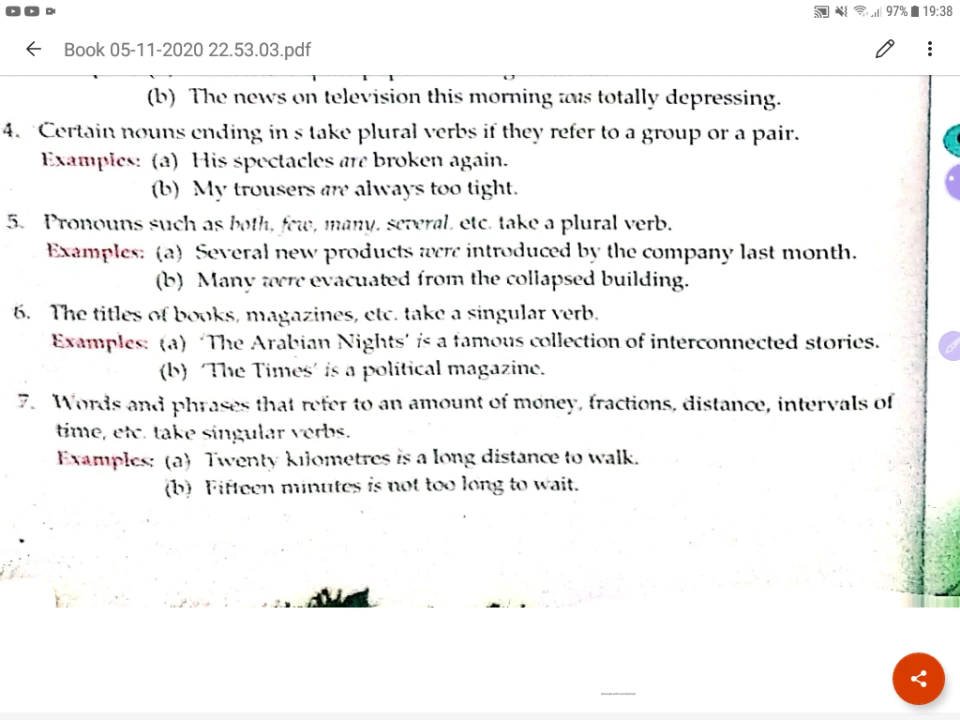 97% 19:38
Book 05-11-2020 22.53.03.pdf
(b) The news on television this morning was totally depressing.
4. Certain nouns ending in s take plural verbs if they refer to a group or a pair.
Examples: (a) His spectacles are broken again.
(b) My trousers are always too tight.
5. Pronouns such as both, few, many, several, etc. take a plural verb.
Examples: (a) Several new products were introduced by the company last month.
(b) Many were evacuated from the collapsed building.
6. The titles of books, magazines, etc. take a singular verb.
Examples: (a) 'The Arabian Nights' is a famous collection of interconnected stories.
(b) 'The Times' is a political magazine.
7. Words and phrases that refer to an amount of money, fractions, distance, intervals of
time, etc. take singular verbs.
Examples: (a) Twenty kilometres is a long distance to walk.
(b) Fifteen minutes is not too long to wait.